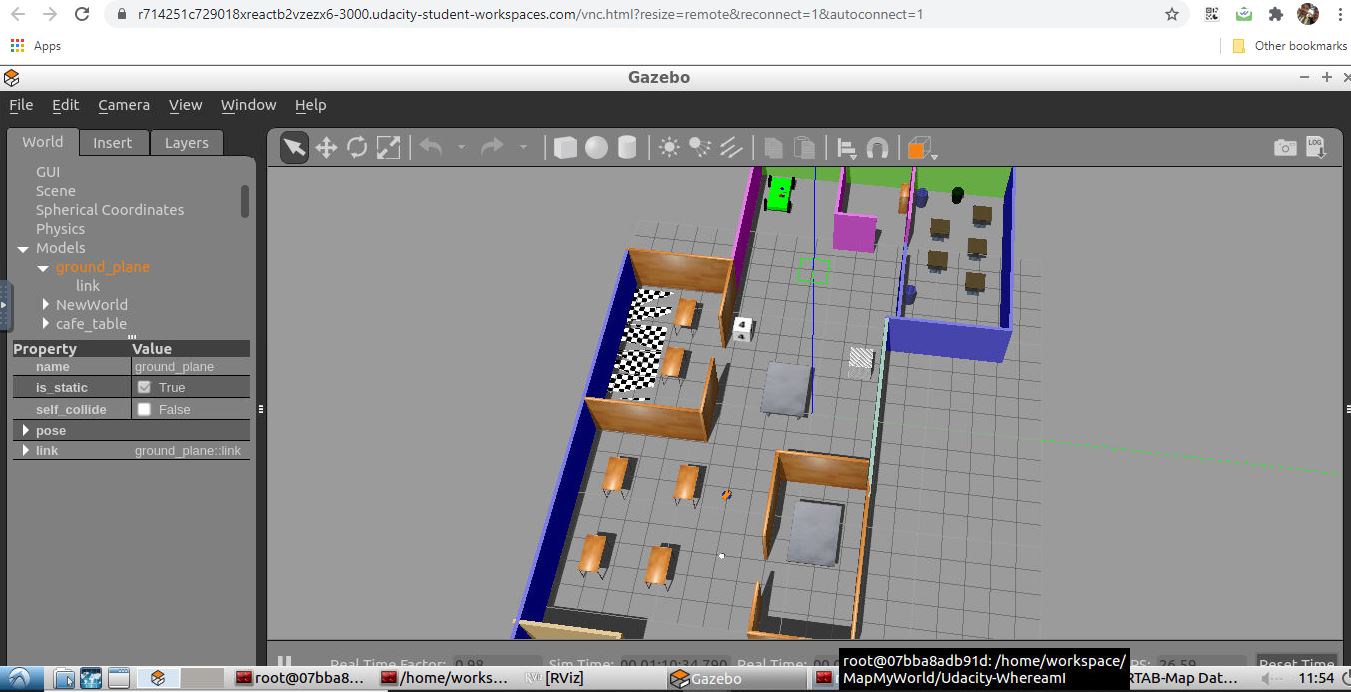 r714251c729018xreactb2vzezx6-3000.udacity-student-workspaces.com/vnc.html?resize=remote&reconnect=1&autoconnect=1
Apps
Other bookmarks
Gazebo
File Edit Camera View Window Help
World Insert Layers
LOG
GUI
Scene
Spherical Coordinates
Physics
Models
ground_plane
link
NewWorld
cafe_table
Property Value
name ground_plane
is_static True
self_collide False
pose
link ground_plane::link
4
Real Time Factor: 0.98 Sim Time: 00 01:10:34.790 Real Time: 26.59 Reset Time
root@07bba8adb91d: /home/workspace/
MapMyWorld/Udacity-WhereamI
root@07bba8... /home/works... [RViz] Gazebo RTAB-Map Dat... 11:54